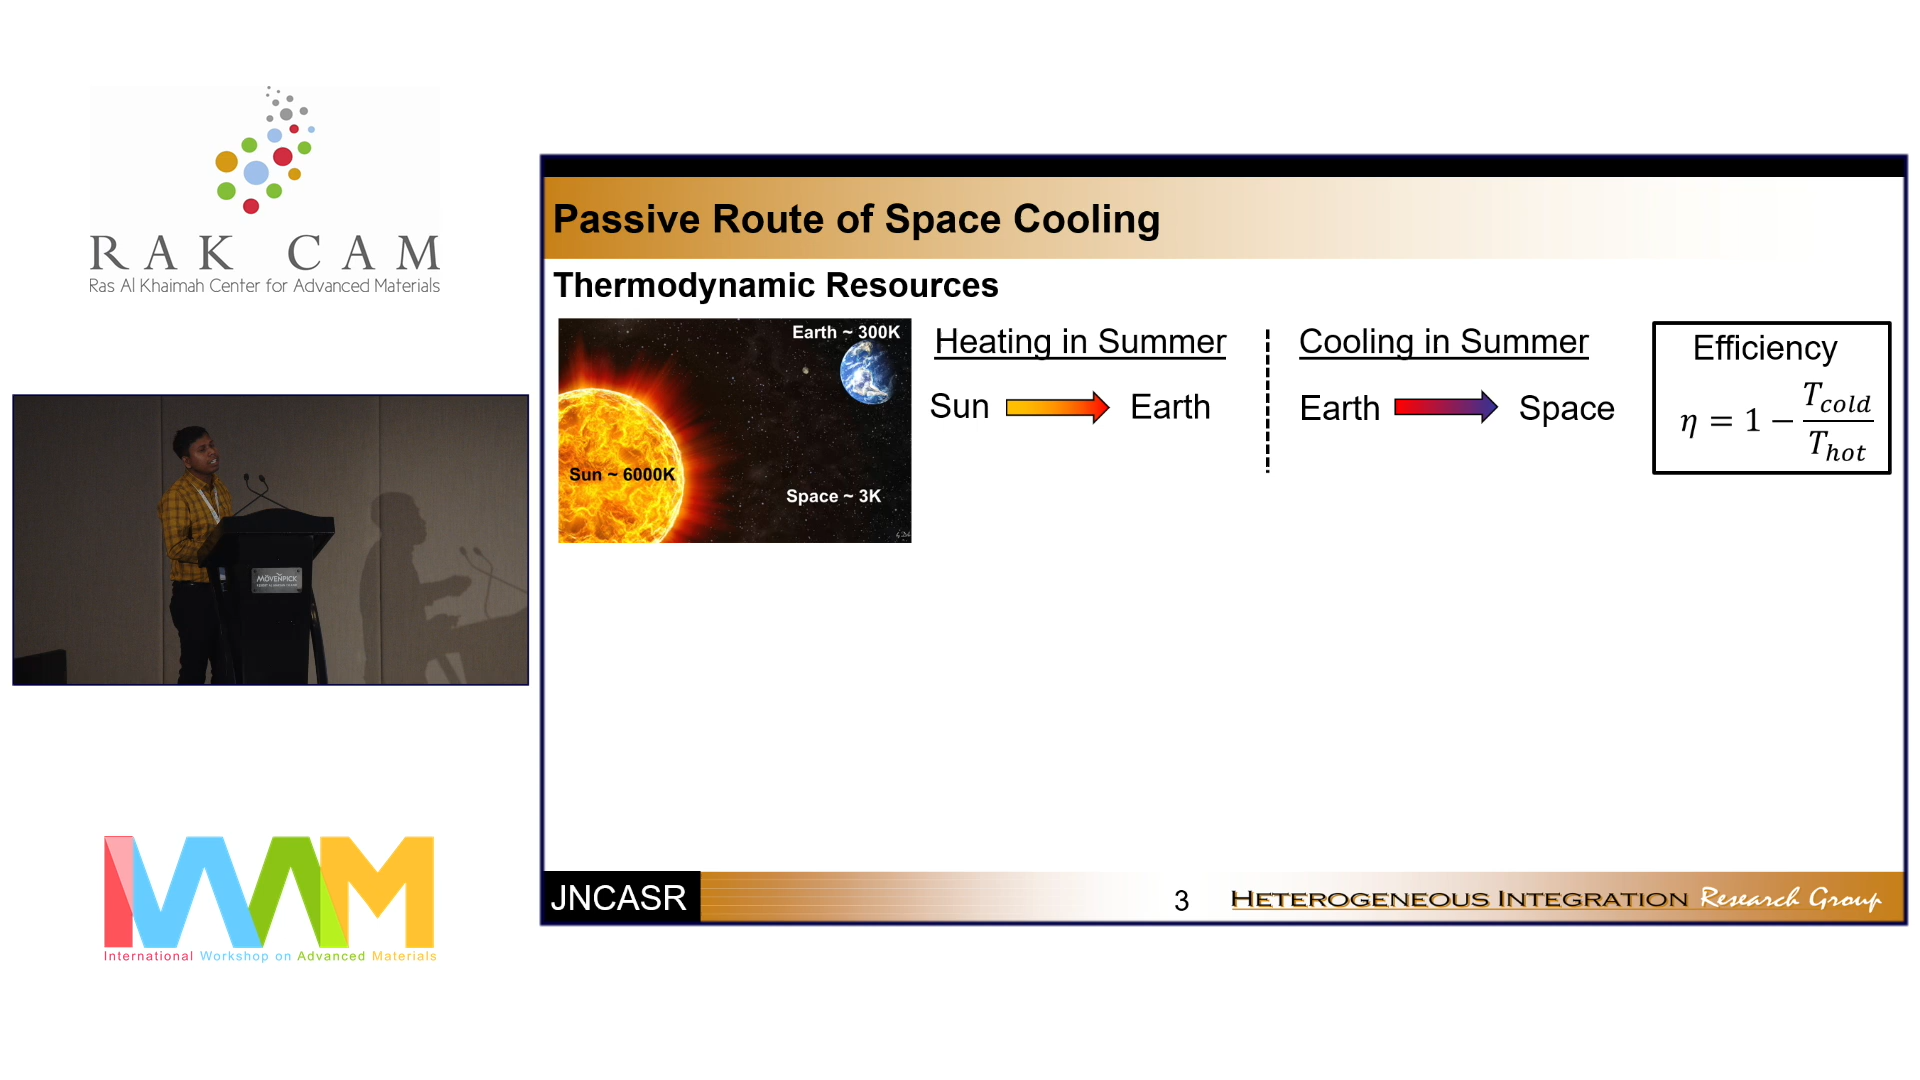 RAK CAM
Ras Al Khaimah Center for Advanced Materials
MÖVENPICK
International Workshop on Advanced Materials
Passive Route of Space Cooling
Thermodynamic Resources
Earth ~ 300K
Sun ~ 6000K
Space ~ 3K
Heating in Summer
Sun Earth
Cooling in Summer
Earth Space
Efficiency
η = 1 − T_cold / T_hot
JNCASR
3
HETEROGENEOUS INTEGRATION Research Group